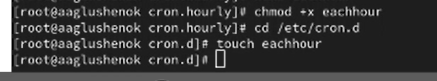 [root@aaglushenok cron.hourly]# chmod +x eachhour
[root@aaglushenok cron.hourly]# cd /etc/cron.d
[root@aaglushenok cron.d]# touch eachhour
[root@aaglushenok cron.d]#